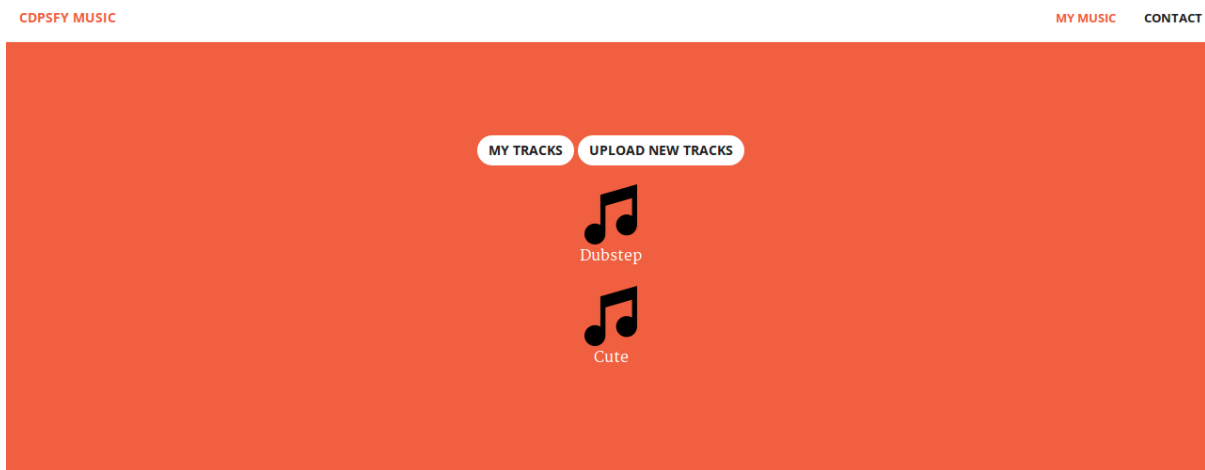 CDPSFY MUSIC MY MUSIC CONTACT
MY TRACKS UPLOAD NEW TRACKS
Dubstep
Cute